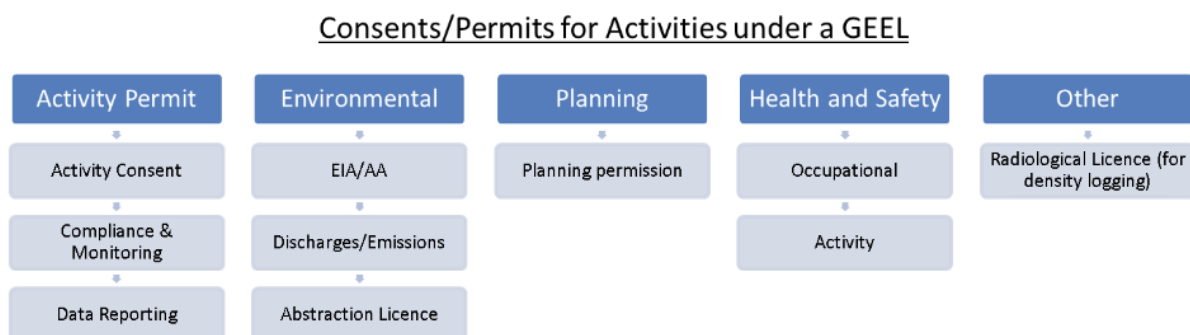 Consents/Permits for Activities under a GEEL
Activity Permit
Activity Consent
Compliance &
Monitoring
Data Reporting
Environmental
EIA/AA
Discharges/Emissions
Abstraction Licence
Planning
Planning permission
Health and Safety
Occupational
Activity
Other
Radiological Licence (for
density logging)